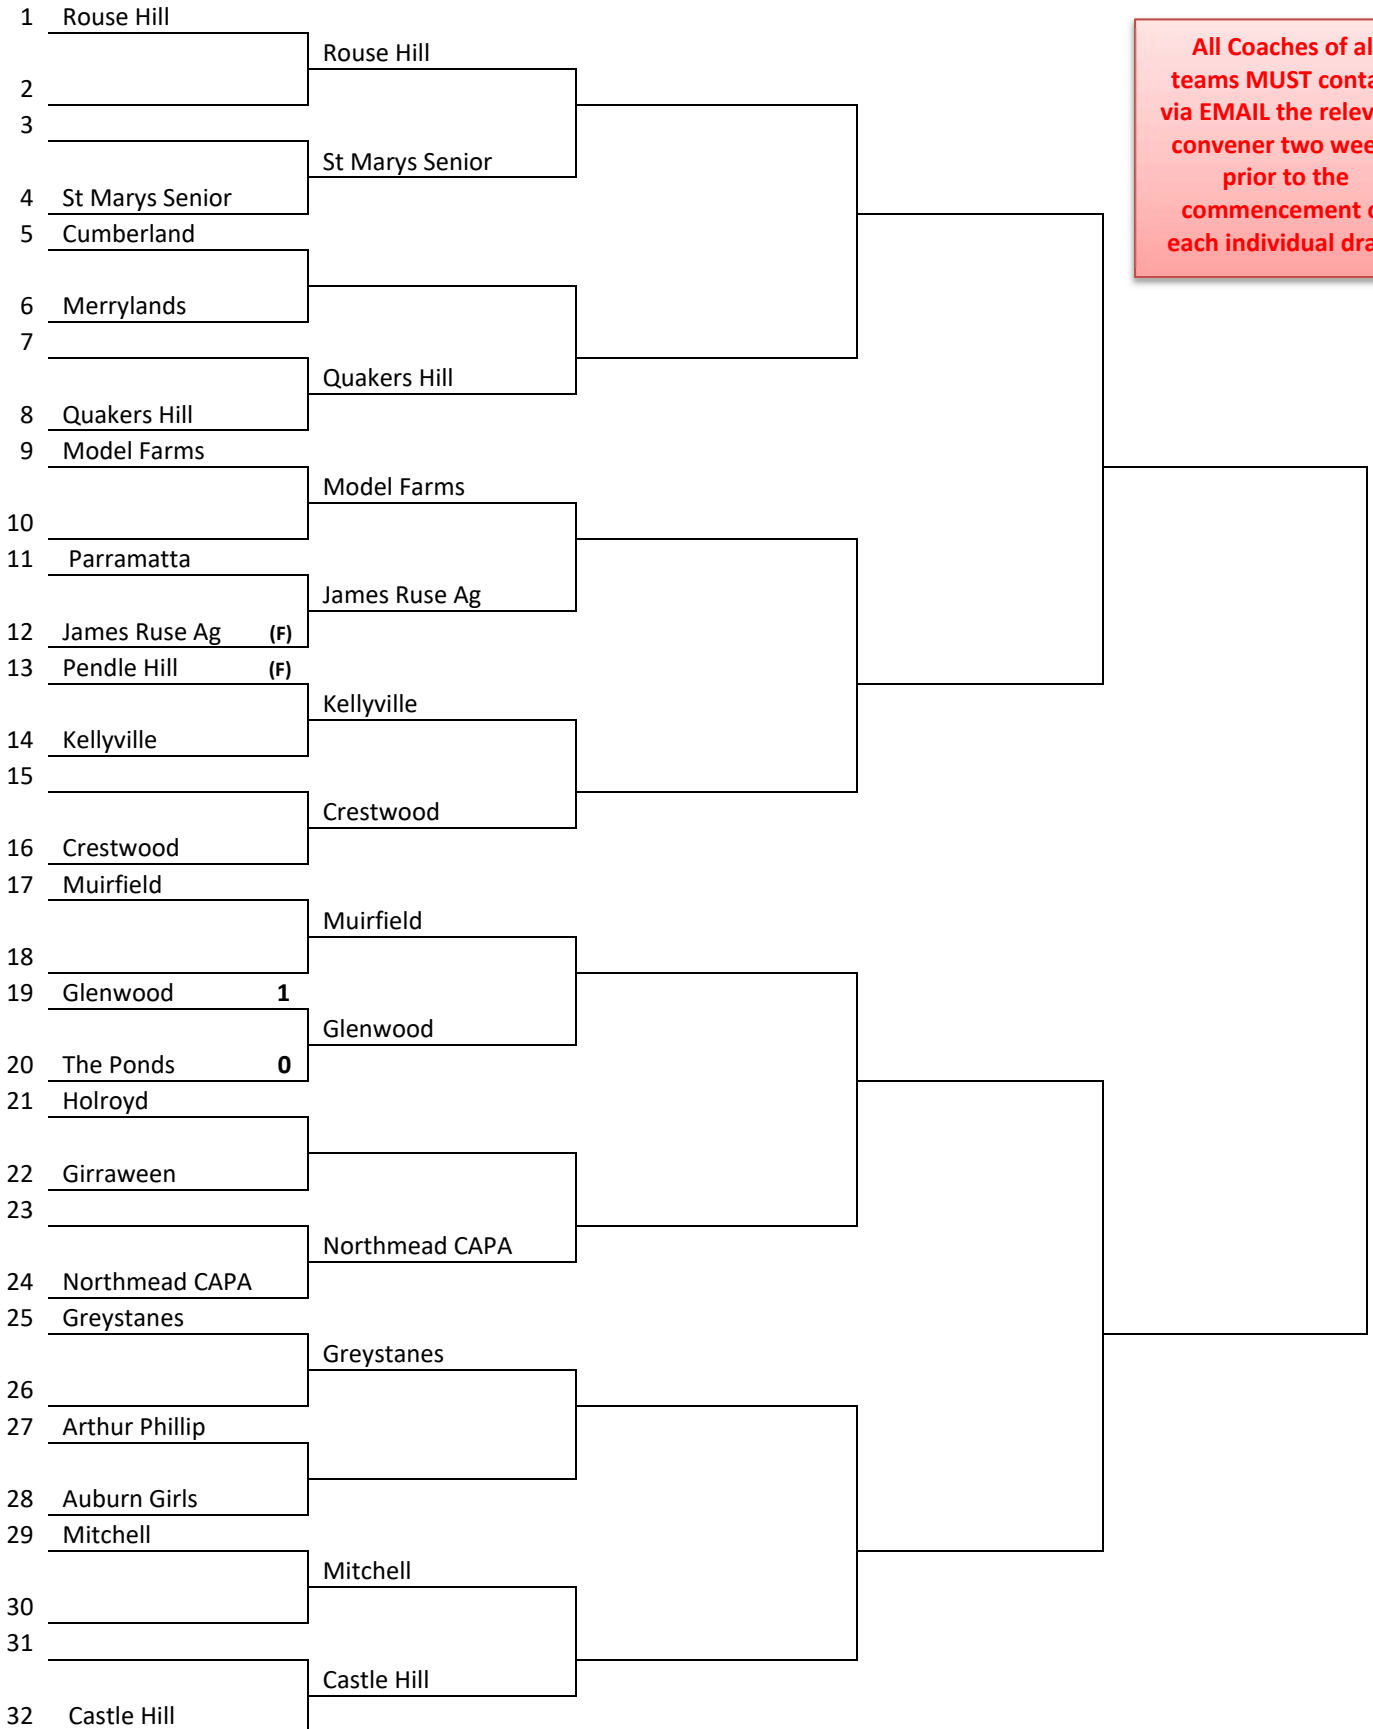 1 Rouse Hill
Rouse Hill
2
3
St Marys Senior
4 St Marys Senior
5 Cumberland
6 Merrylands
7
Quakers Hill
8 Quakers Hill
9 Model Farms
Model Farms
10
11 Parramatta
James Ruse Ag
12 James Ruse Ag (F)
13 Pendle Hill (F)
Kellyville
14 Kellyville
15
Crestwood
16 Crestwood
17 Muirfield
Muirfield
18
19 Glenwood 1
Glenwood
20 The Ponds 0
21 Holroyd
22 Girraween
23
Northmead CAPA
24 Northmead CAPA
25 Greystanes
Greystanes
26
27 Arthur Phillip
28 Auburn Girls
29 Mitchell
Mitchell
30
31
Castle Hill
32 Castle Hill
All Coaches of al
teams MUST conta
via EMAIL the relev
convener two wee
prior to the
commencement
each individual dra